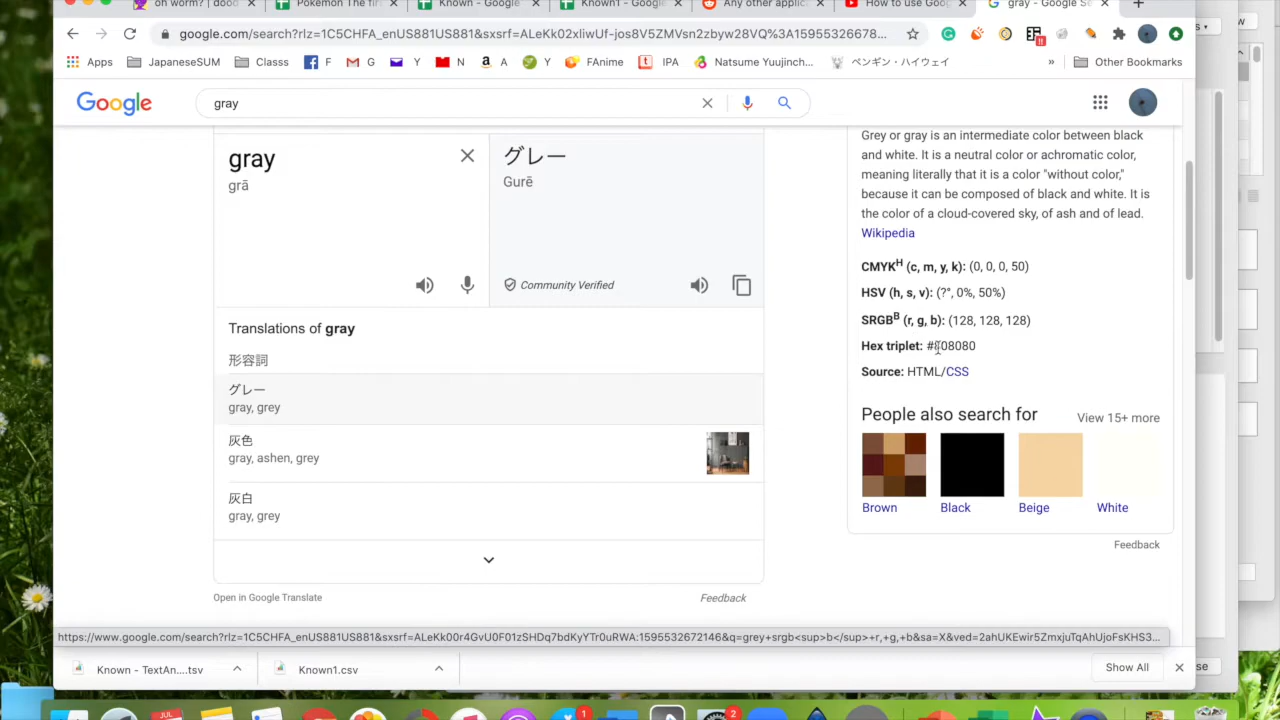 oh worm? | dood
Pokemon The fir
Known - Google
Known1 - Google
Any other applic
How to use Goog
gray - Google Se
google.com/search?rlz=1C5CHFA_enUS881US881&sxsrf=ALeKk02xliwUf-jos8V5ZMVsn2zbyw28VQ%3A15955326678...
Apps JapaneseSUM Classs F G Y N A Y FAnime IPA Natsume Yuujinch... ペンギン・ハイウェイ » Other Bookmarks
Google gray
gray
grā
グレー
Gurē
Community Verified
Translations of gray
形容詞
グレー
gray, grey
灰色
gray, ashen, grey
灰白
gray, grey
Open in Google Translate
Feedback
Grey or gray is an intermediate color between black
and white. It is a neutral color or achromatic color,
meaning literally that it is a color "without color,"
because it can be composed of black and white. It is
the color of a cloud-covered sky, of ash and of lead.
Wikipedia
CMYKH (c, m, y, k): (0, 0, 0, 50)
HSV (h, s, v): (?°, 0%, 50%)
SRGBB (r, g, b): (128, 128, 128)
Hex triplet: #808080
Source: HTML/CSS
People also search for
View 15+ more
Brown
Black
Beige
White
Feedback
https://www.google.com/search?rlz=1C5CHFA_enUS881US881&sxsrf=ALeKk00r4GvU0F01zSHDq7bdKyYTr0uRWA:1595532672146&q=grey+srgb<sup>b</sup>+r,+g,+b&sa=X&ved=2ahUKEwir5ZmxjuTqAhUjoFsKHS3...
Known - TextAn....tsv
Known1.csv
Show All
JUL
1
2